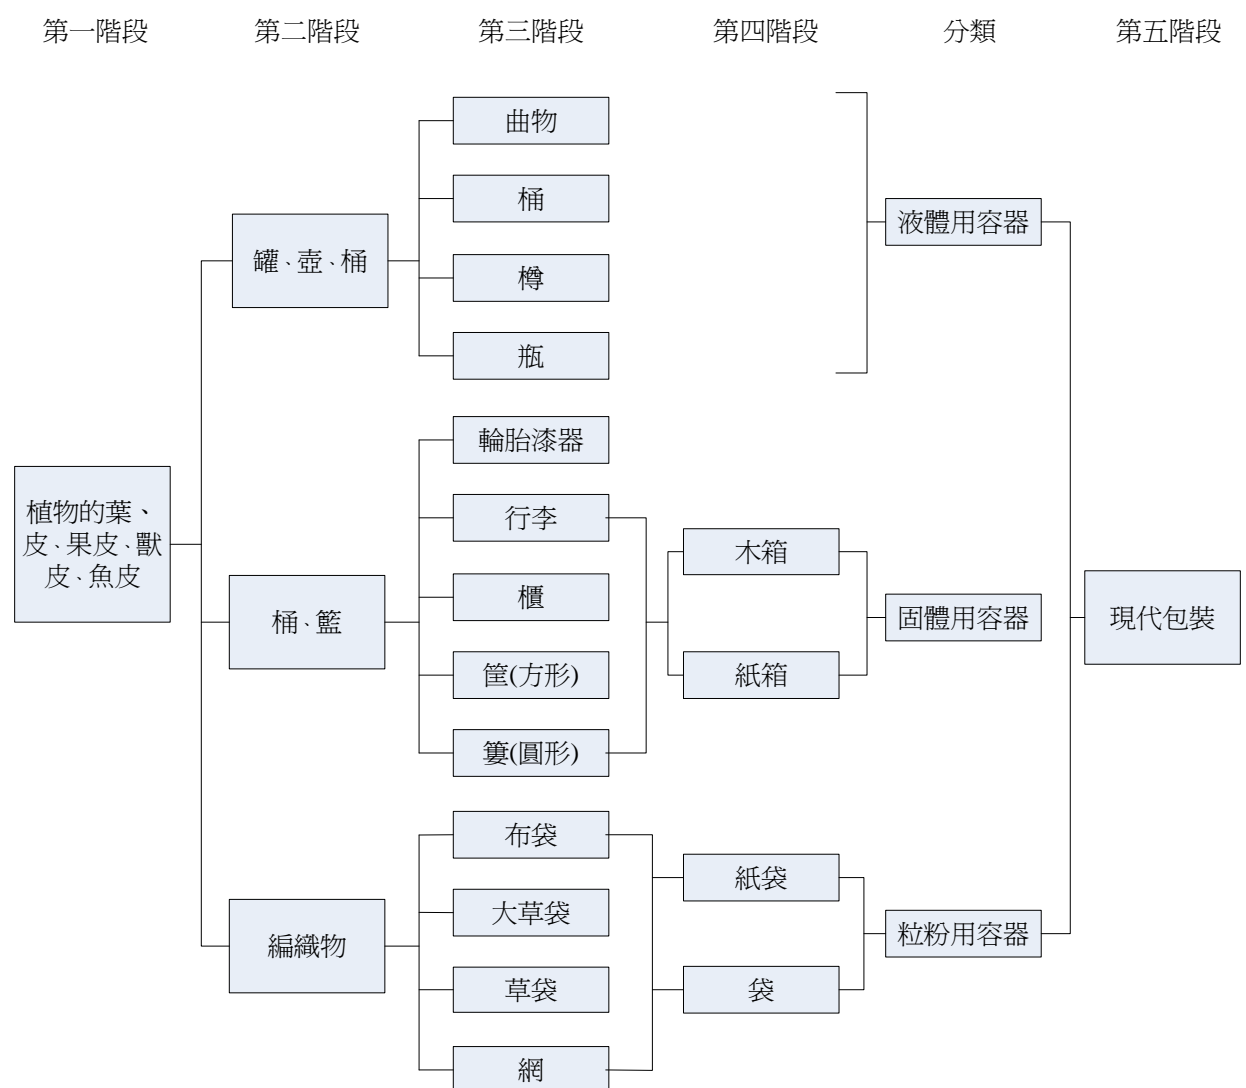 第一階段
第二階段
第三階段
第四階段
分類
第五階段
植物的葉、
皮、果皮、獸
皮、魚皮
罐、壺、桶
桶、籃
編織物
曲物
桶
樽
瓶
輪胎漆器
行李
櫃
筐(方形)
簍(圓形)
布袋
大草袋
草袋
網
木箱
紙箱
紙袋
袋
液體用容器
固體用容器
粒粉用容器
現代包裝